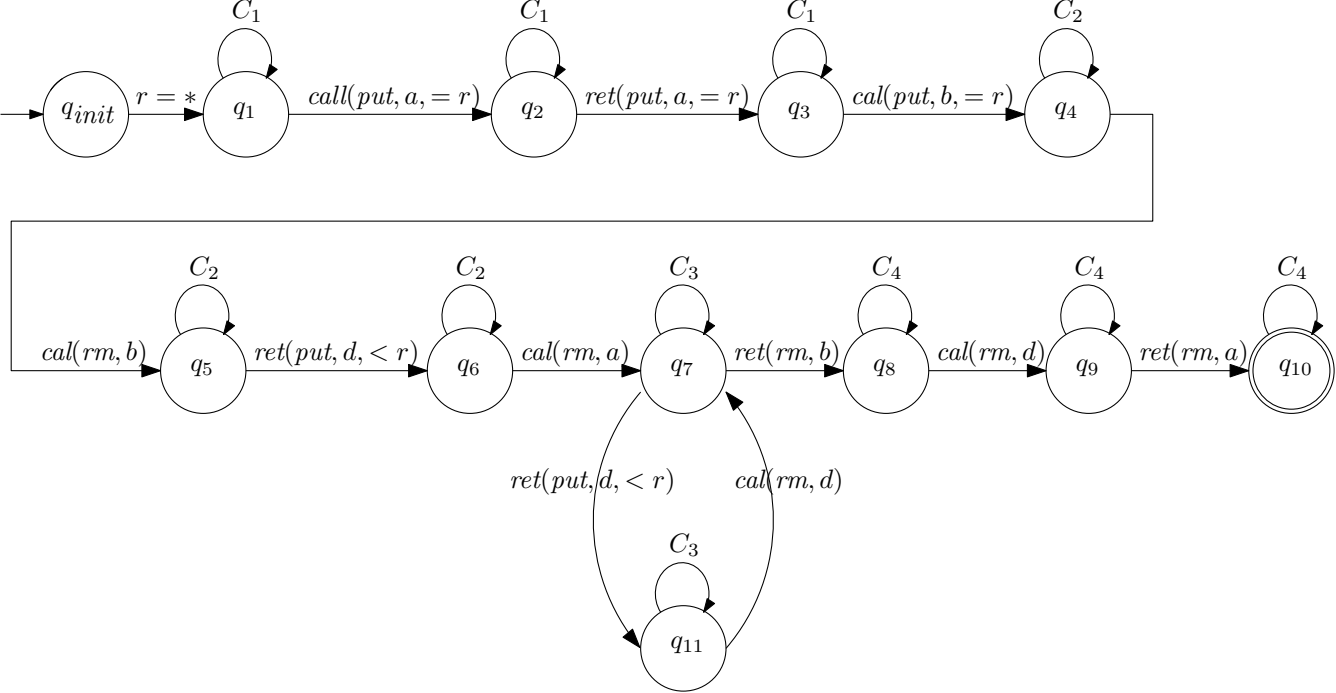 C₁ C₁ C₁ C₂
q_init r = ∗ q₁ call(put, a, = r) q₂ ret(put, a, = r) q₃ cal(put, b, = r) q₄
C₂ C₂ C₃ C₄ C₄ C₄
cal(rm, b) q₅ ret(put, d, < r) q₆ cal(rm, a) q₇ ret(rm, b) q₈ cal(rm, d) q₉ ret(rm, a) q₁₀
ret(put, d, < r) cal(rm, d)
C₃
q₁₁